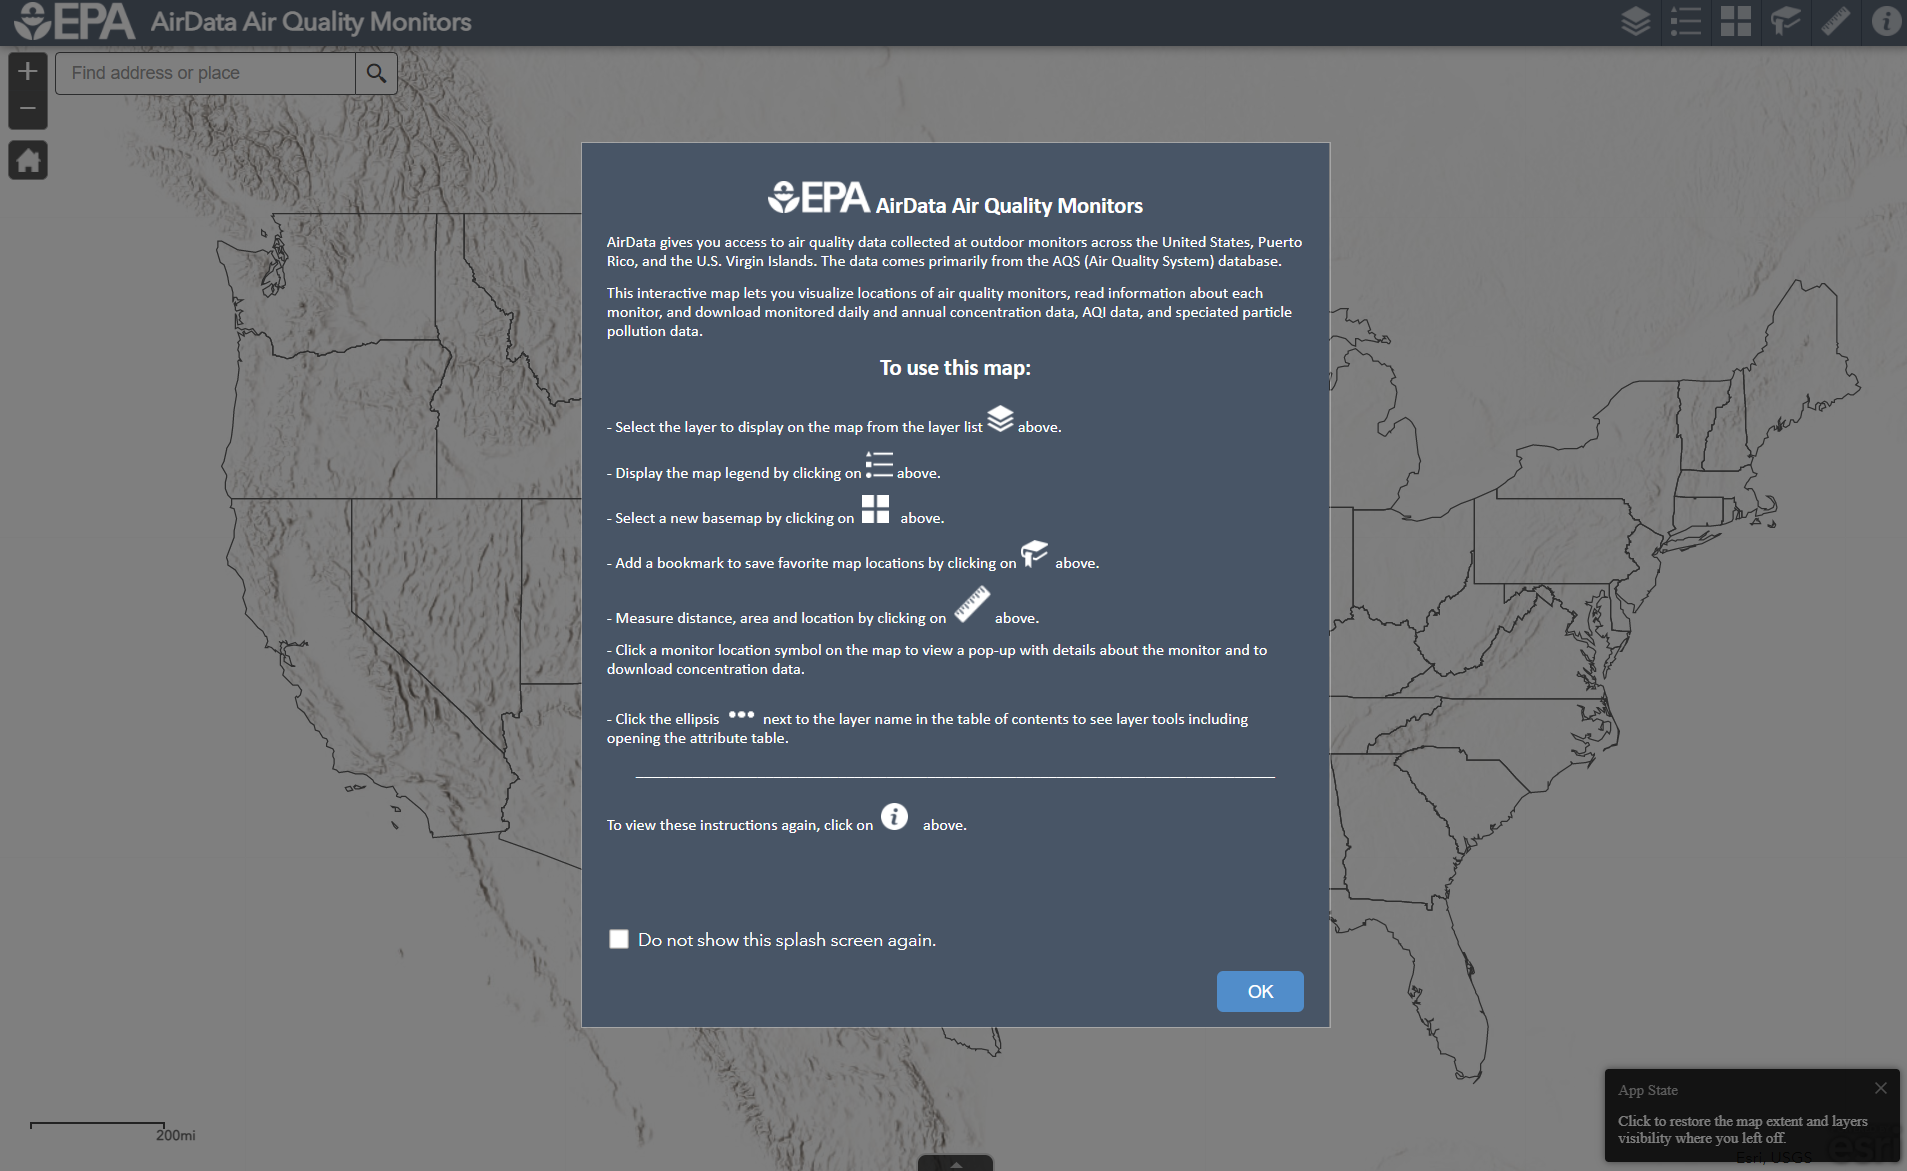 EPA AirData Air Quality Monitors
Find address or place
EPA AirData Air Quality Monitors
AirData gives you access to air quality data collected at outdoor monitors across the United States, Puerto
Rico, and the U.S. Virgin Islands. The data comes primarily from the AQS (Air Quality System) database.
This interactive map lets you visualize locations of air quality monitors, read information about each
monitor, and download monitored daily and annual concentration data, AQI data, and speciated particle
pollution data.
To use this map:
- Select the layer to display on the map from the layer list above.
- Display the map legend by clicking on above.
- Select a new basemap by clicking on above.
- Add a bookmark to save favorite map locations by clicking on above.
- Measure distance, area and location by clicking on above.
- Click a monitor location symbol on the map to view a pop-up with details about the monitor and to
download concentration data.
- Click the ellipsis ••• next to the layer name in the table of contents to see layer tools including
opening the attribute table.
To view these instructions again, click on i above.
Do not show this splash screen again.
OK
App State
Click to restore the map extent and layers
visibility where you left off.
esri
Esri, USGS
200mi